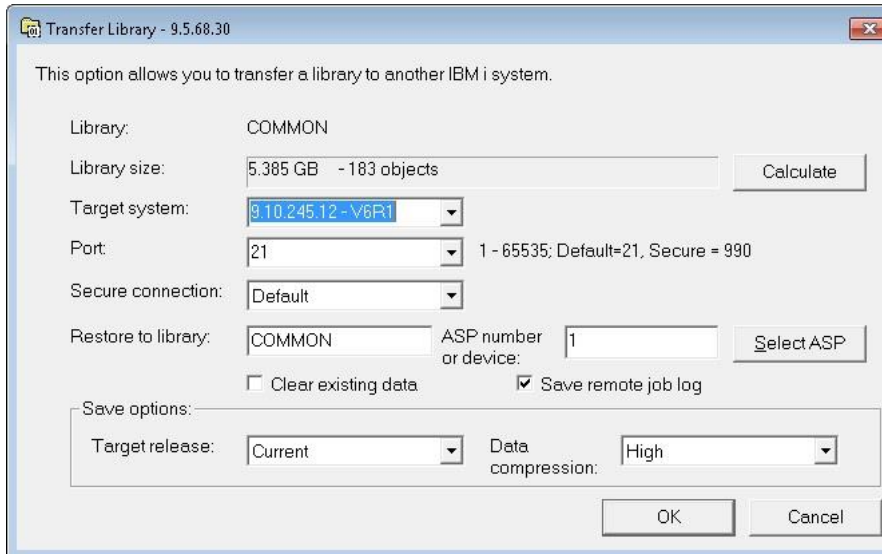 Transfer Library - 9.5.68.30
This option allows you to transfer a library to another IBM i system.
Library: COMMON
Library size: 5.385 GB - 183 objects Calculate
Target system: 9.10.245.12 - V6R1
Port: 21 1 - 65535; Default=21, Secure = 990
Secure connection: Default
Restore to library: COMMON ASP number or device: 1 Select ASP
Clear existing data Save remote job log
Save options:
Target release: Current Data compression: High
OK Cancel